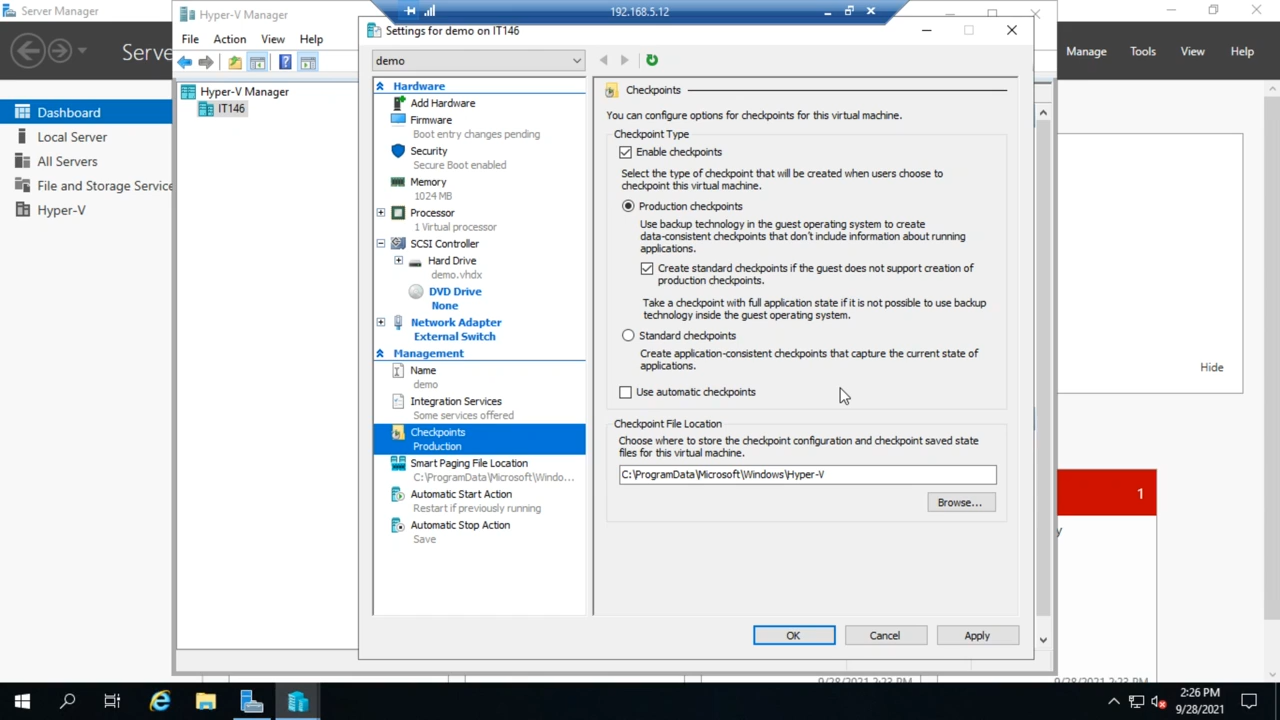 Server Manager
Hyper-V Manager
192.168.5.12
Settings for demo on IT146
File
Action
View
Help
Serve
Manage
Tools
View
Help
demo
Hyper-V Manager
IT146
Dashboard
Local Server
All Servers
File and Storage Service
Hyper-V
Hardware
Add Hardware
Firmware
Boot entry changes pending
Security
Secure Boot enabled
Memory
1024 MB
Processor
1 Virtual processor
SCSI Controller
Hard Drive
demo.vhdx
DVD Drive
None
Network Adapter
External Switch
Management
Name
demo
Integration Services
Some services offered
Checkpoints
Production
Smart Paging File Location
C:\ProgramData\Microsoft\Windo...
Automatic Start Action
Restart if previously running
Automatic Stop Action
Save
Checkpoints
You can configure options for checkpoints for this virtual machine.
Checkpoint Type
Enable checkpoints
Select the type of checkpoint that will be created when users choose to
checkpoint this virtual machine.
Production checkpoints
Use backup technology in the guest operating system to create
data-consistent checkpoints that don't include information about running
applications.
Create standard checkpoints if the guest does not support creation of
production checkpoints.
Take a checkpoint with full application state if it is not possible to use backup
technology inside the guest operating system.
Standard checkpoints
Create application-consistent checkpoints that capture the current state of
applications.
Use automatic checkpoints
Checkpoint File Location
Choose where to store the checkpoint configuration and checkpoint saved state
files for this virtual machine.
C:\ProgramData\Microsoft\Windows\Hyper-V
Browse...
OK
Cancel
Apply
Hide
1
y
9/28/2021 2:23 PM
9/28/2021 2:23 PM
2:26 PM
9/28/2021